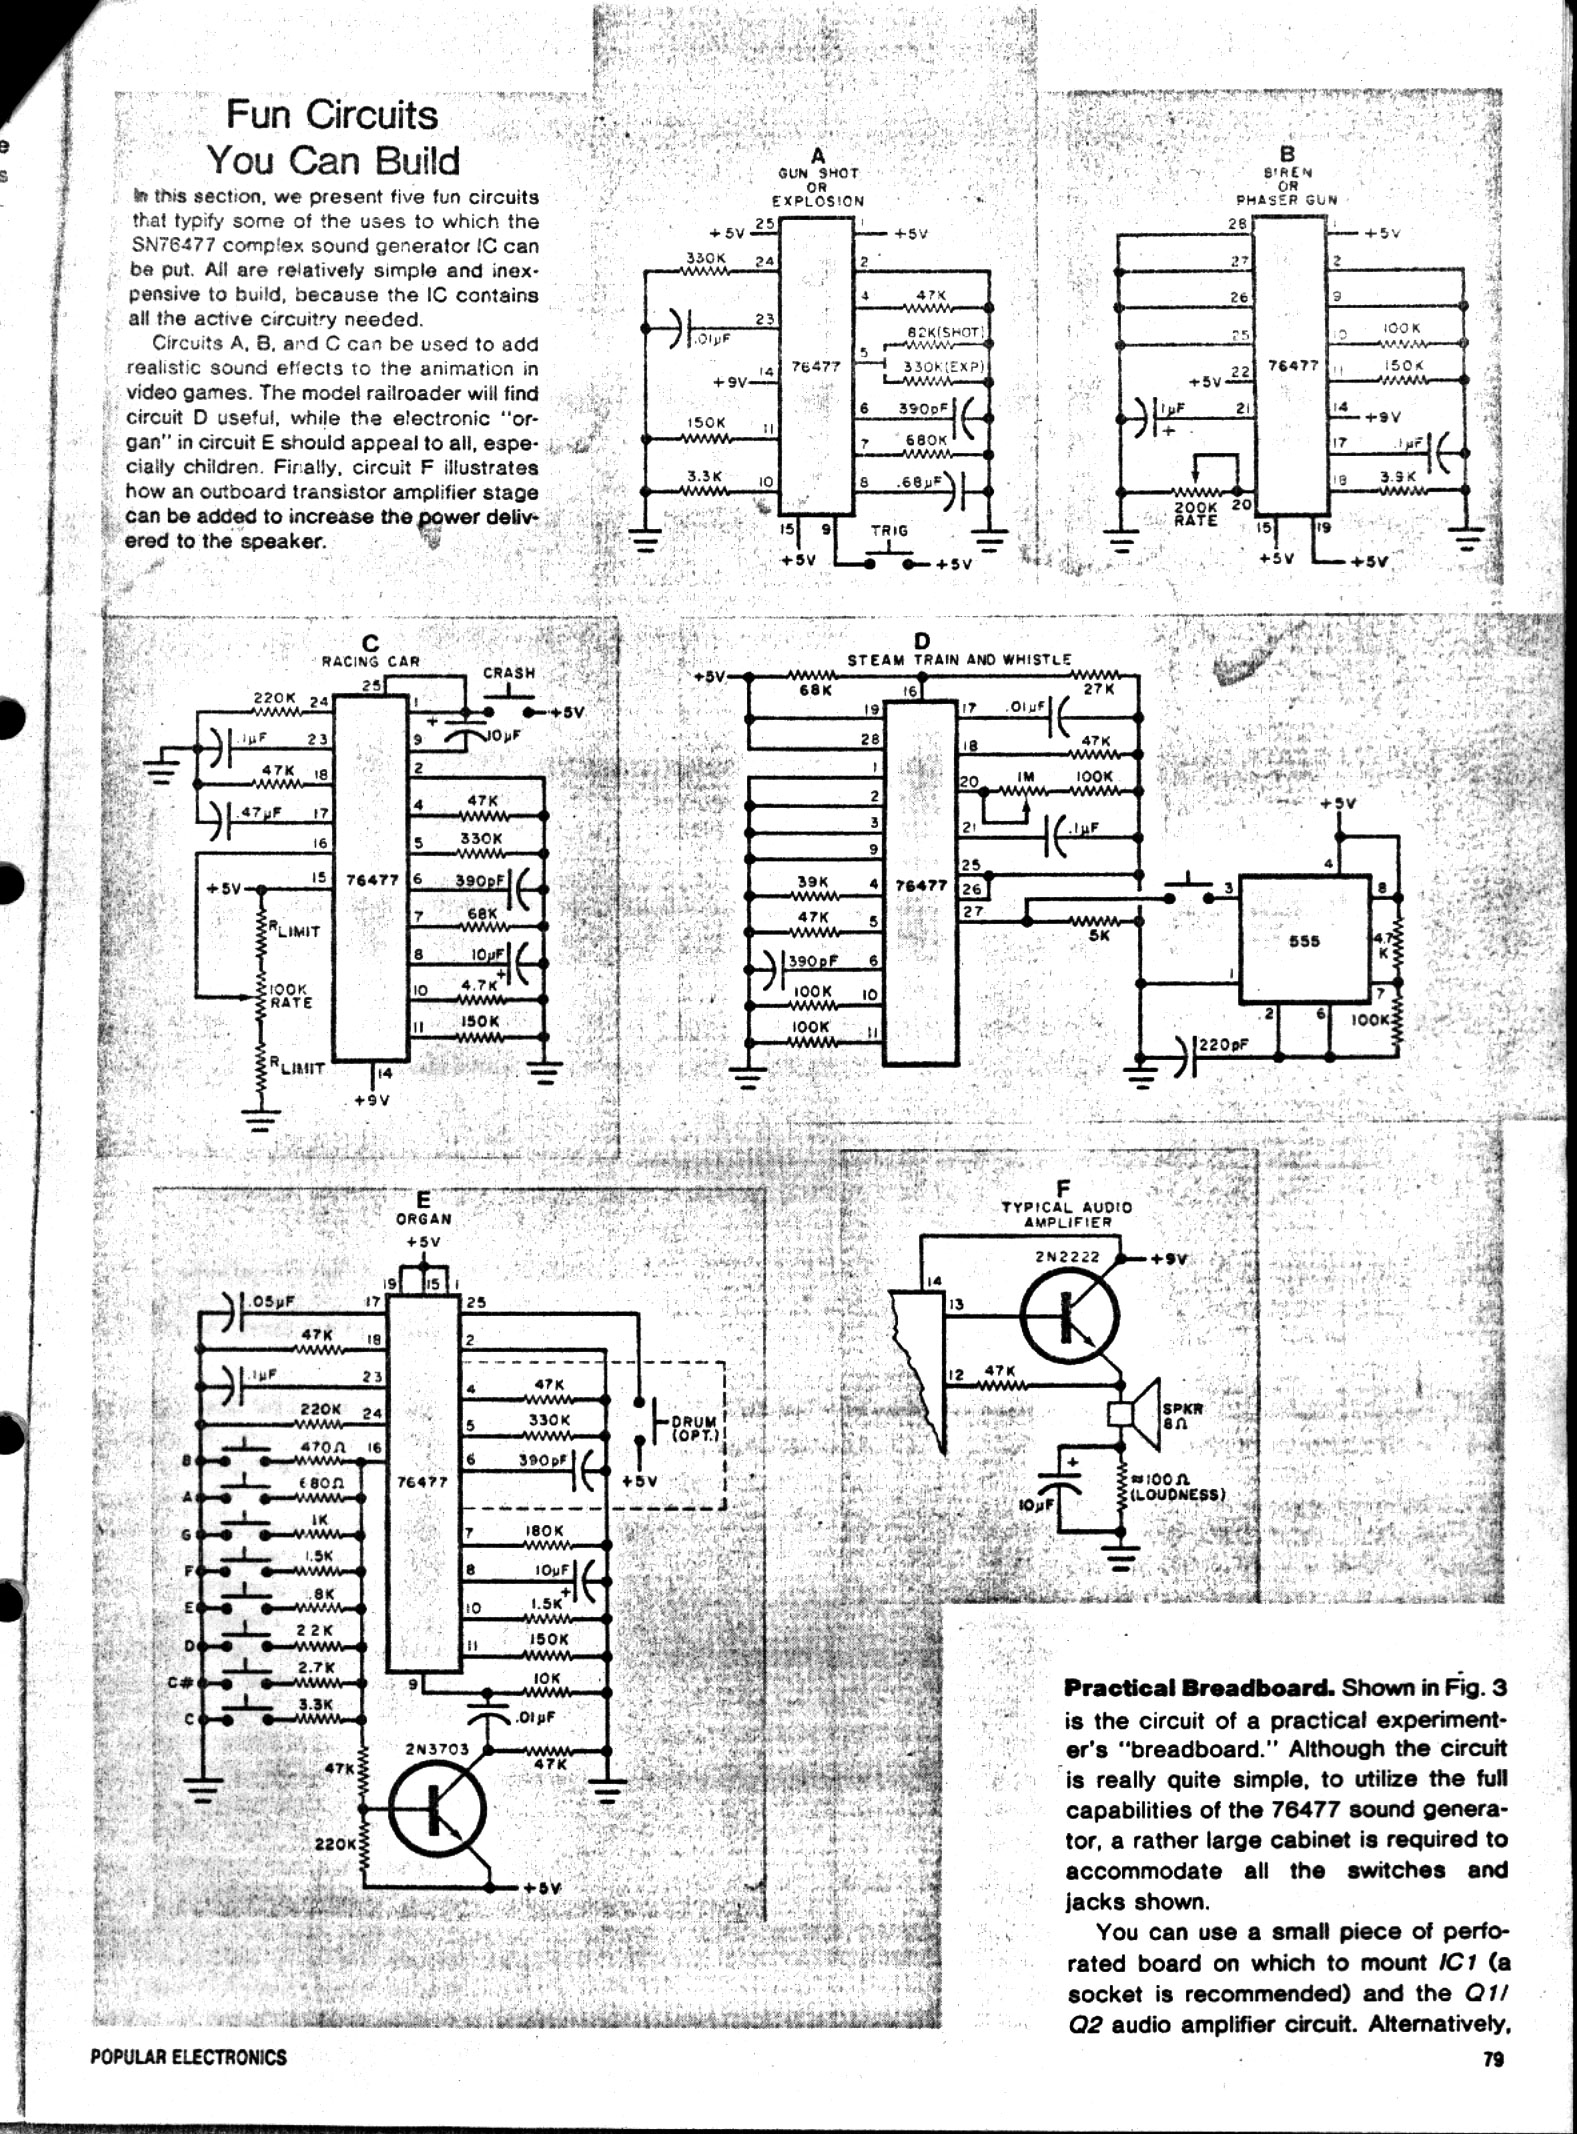 e
s
Fun Circuits
You Can Build
In this section, we present five fun circuits
that typify some of the uses to which the
SN76477 complex sound generator IC can
be put. All are relatively simple and inex-
pensive to build, because the IC contains
all the active circuitry needed.
Circuits A, B, and C can be used to add
realistic sound effects to the animation in
video games. The model railroader will find
circuit D useful, while the electronic "or-
gan" in circuit E should appeal to all, espe-
cially children. Finally, circuit F illustrates
how an outboard transistor amplifier stage
can be added to increase the power deliv-
ered to the speaker.
A
GUN SHOT
OR
EXPLOSION
+5V 25 1 +5V
330K 24 2
4 47K
.01µF 23
82K(SHOT)
5
330K(EXP)
+9V 14 76477
6 390pF
150K 11
7 680K
3.3K 10 8 .68µF
15 9 TRIG
+5V +5V
B
SIREN
OR
PHASER GUN
28 1 +5V
27 2
26 9
25 10 100K
76477
+5V 22 11 150K
1µF + 21 14 +9V
17 .1µF
200K
RATE
20 18 3.9K
15 19
+5V +5V
C
RACING CAR
CRASH
25
220K 24 1 +5V
+ 10µF
.1µF 23 9
47K 18 2
.47µF 17 4 47K
16 5 330K
+5V 15 76477 6 390pF
RLIMIT 7 68K
8 10µF +
100K
RATE
10 4.7K
11 150K
RLIMIT
14
+9V
D
STEAM TRAIN AND WHISTLE
+5V 68K 16 27K
19 17 .01µF
28 18 47K
1 20 1M 100K
2
3 21 .1µF
9 25
39K 4 76477 26
47K 5 27 5K
390pF 6
100K 10
100K 11
+5V
4
3 8
555
4.7
K
1 7
2 6 100K
220pF
E
ORGAN
+5V
19 15 1
.05µF 17 25
47K 18 2
.1µF 23 4 47K
220K 24 5 330K
DRUM
(OPT.)
+5V
B 470Ω 16 6 390pF
76477
A 680Ω
G 1K 7 180K
F 1.5K 8 10µF +
E .8K 10 1.5K
D 22K 11 150K
C# 2.7K 9 10K
C 3.3K .01µF
2N3703
47K 47K
220K
+5V
F
TYPICAL AUDIO
AMPLIFIER
2N2222 +9V
14
13
12 47K
SPKR
8Ω
+
10µF
≈100Ω
(LOUDNESS)
Practical Breadboard. Shown in Fig. 3
is the circuit of a practical experiment-
er's "breadboard." Although the circuit
is really quite simple, to utilize the full
capabilities of the 76477 sound genera-
tor, a rather large cabinet is required to
accommodate all the switches and
jacks shown.
You can use a small piece of perfo-
rated board on which to mount IC1 (a
socket is recommended) and the Q1/
Q2 audio amplifier circuit. Alternatively,
POPULAR ELECTRONICS
79